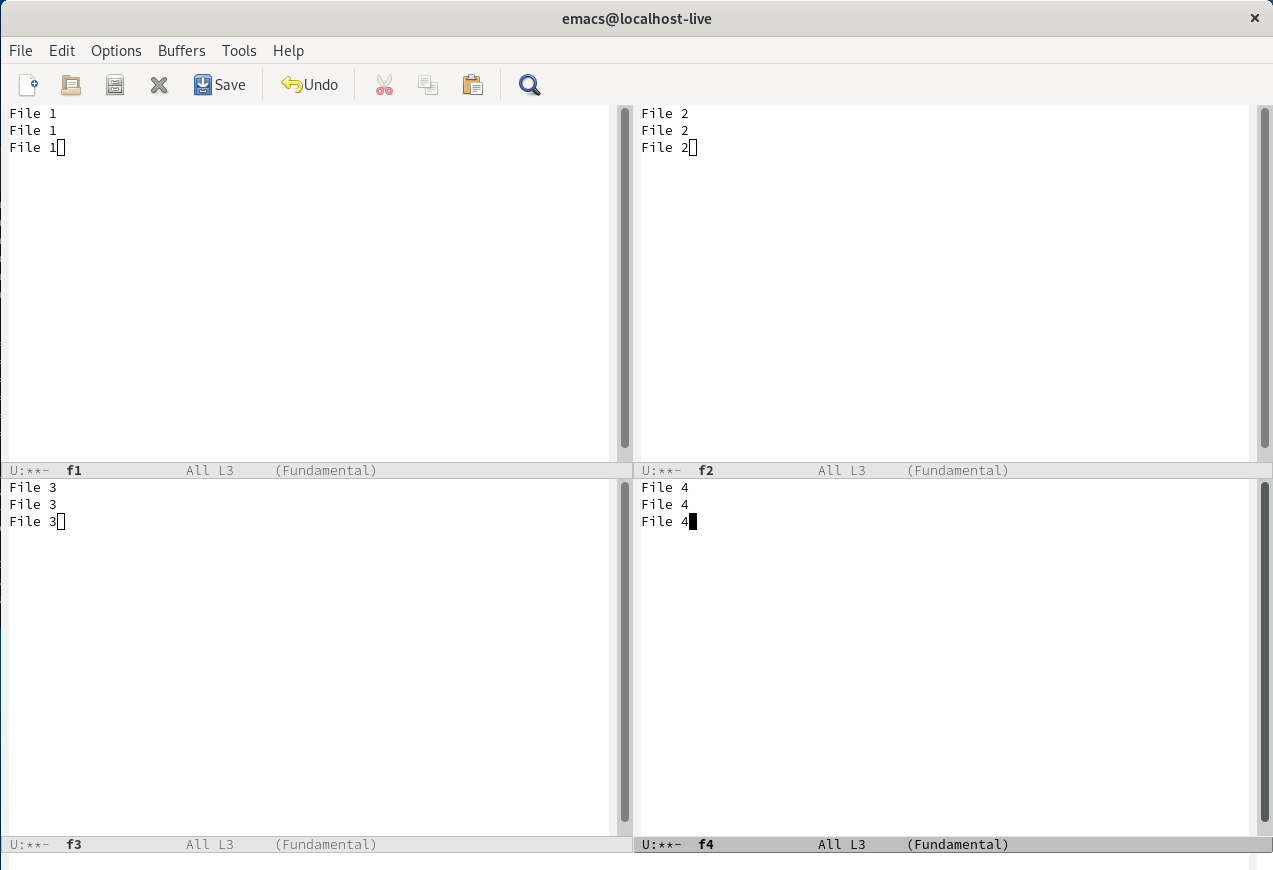 emacs@localhost-live
File Edit Options Buffers Tools Help
Save Undo
File 1
File 1
File 1
U:**- f1 All L3 (Fundamental)
File 2
File 2
File 2
U:**- f2 All L3 (Fundamental)
File 3
File 3
File 3
U:**- f3 All L3 (Fundamental)
File 4
File 4
File 4
U:**- f4 All L3 (Fundamental)